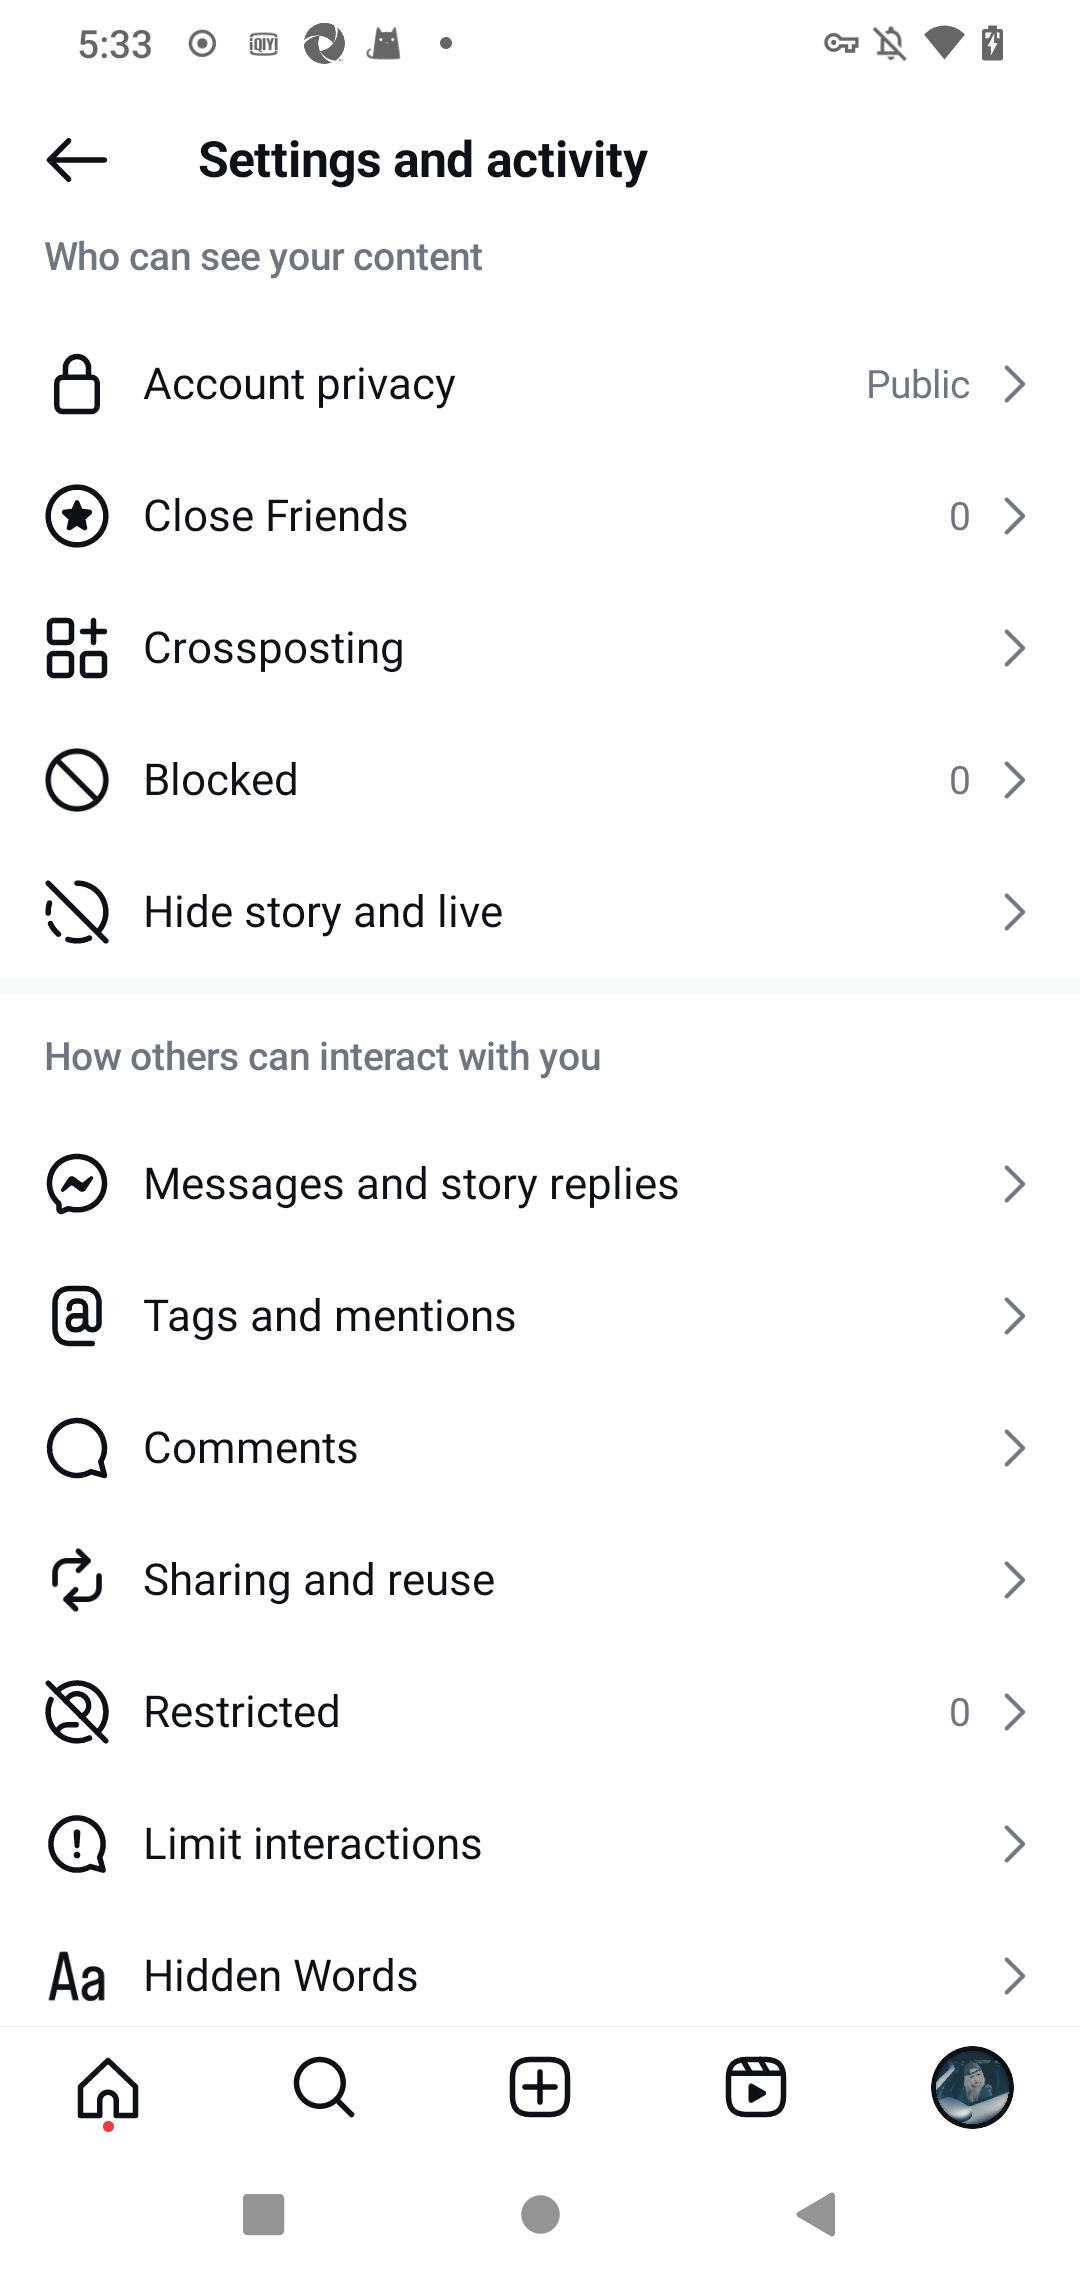 5:33 iQIYI
Settings and activity
Who can see your content
Account privacy Public
Close Friends 0
Crossposting
Blocked 0
Hide story and live
How others can interact with you
Messages and story replies
Tags and mentions
Comments
Sharing and reuse
Restricted 0
Limit interactions
Aa Hidden Words